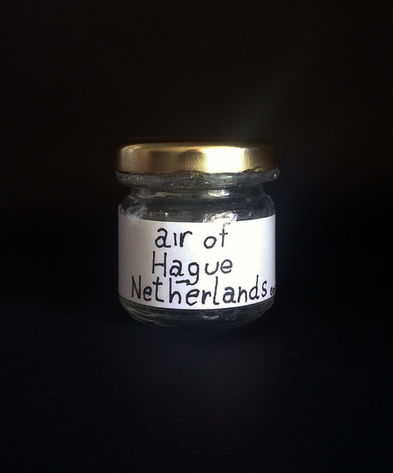 air of
Hague
Netherlands